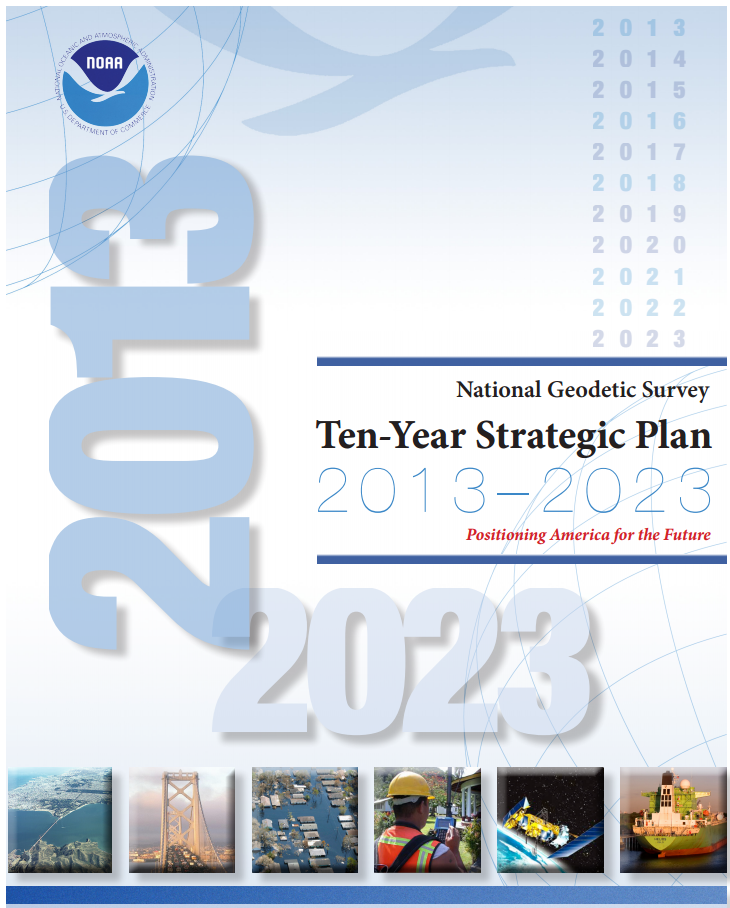 NATIONAL OCEANIC AND ATMOSPHERIC ADMINISTRATION
NOAA
U.S. DEPARTMENT OF COMMERCE
2013
2014
2015
2016
2017
2018
2019
2020
2021
2022
2023
2013
National Geodetic Survey
Ten-Year Strategic Plan
2013–2023
Positioning America for the Future
2023